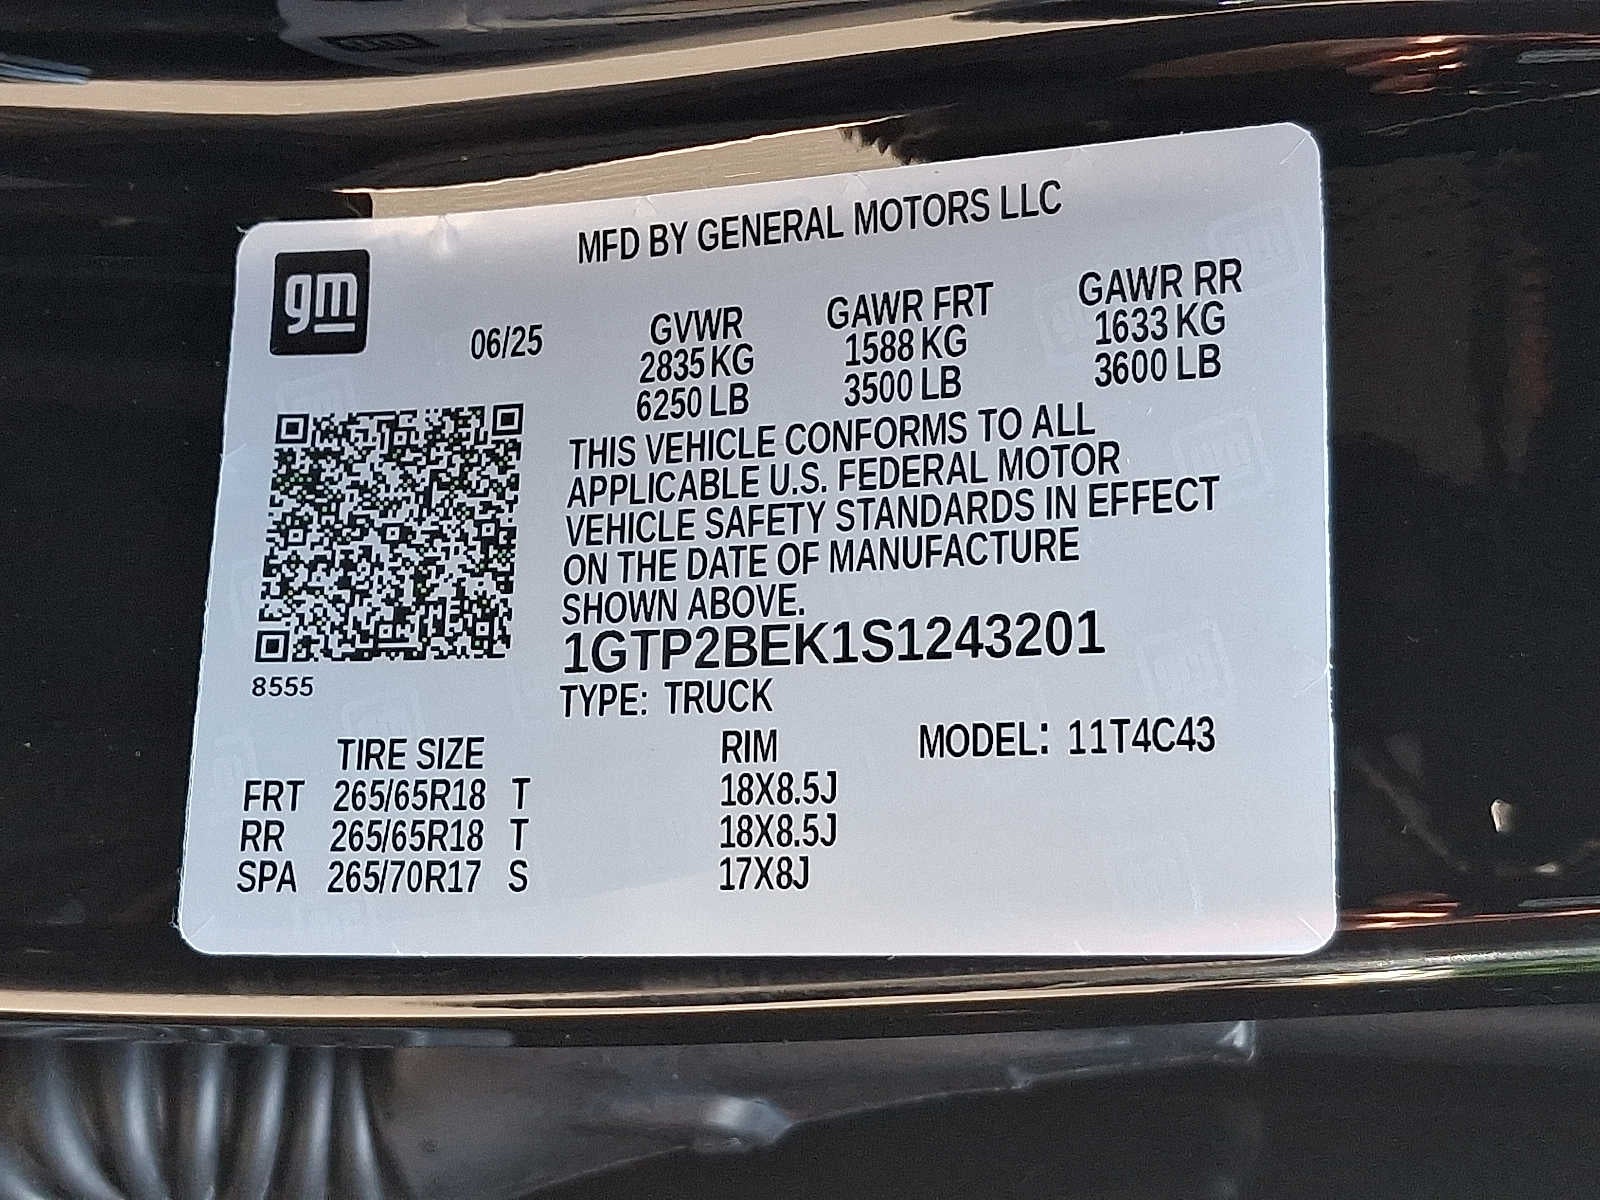 MFD BY GENERAL MOTORS LLC
gm
06/25 GVWR GAWR FRT GAWR RR
2835 KG 1588 KG 1633 KG
6250 LB 3500 LB 3600 LB
THIS VEHICLE CONFORMS TO ALL
APPLICABLE U.S. FEDERAL MOTOR
VEHICLE SAFETY STANDARDS IN EFFECT
ON THE DATE OF MANUFACTURE
SHOWN ABOVE.
1GTP2BEK1S1243201
8555
TYPE: TRUCK
TIRE SIZE RIM MODEL: 11T4C43
FRT 265/65R18 T 18X8.5J
RR 265/65R18 T 18X8.5J
SPA 265/70R17 S 17X8J